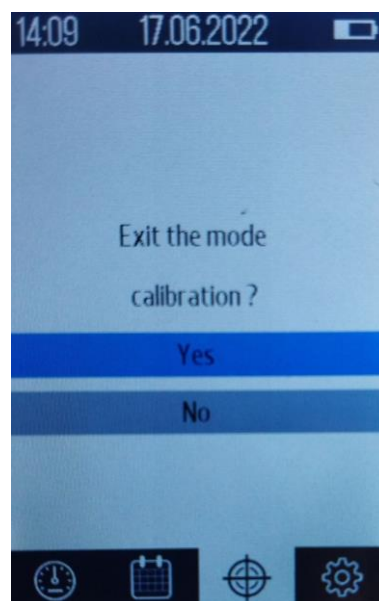 14:09 17.06.2022
Exit the mode
calibration ?
Yes
No